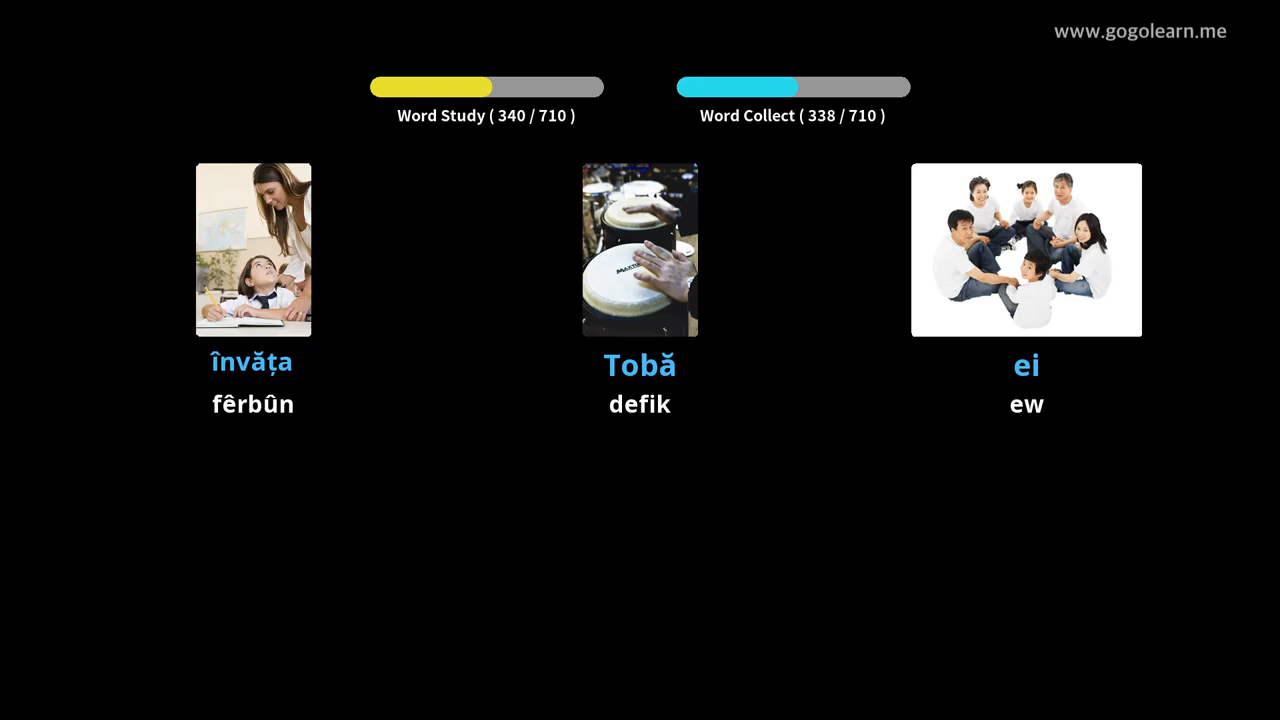 www.gogolearn.me
Word Study ( 340 / 710 )
Word Collect ( 338 / 710 )
învăța
Tobă
ei
fêrbûn
defik
ew